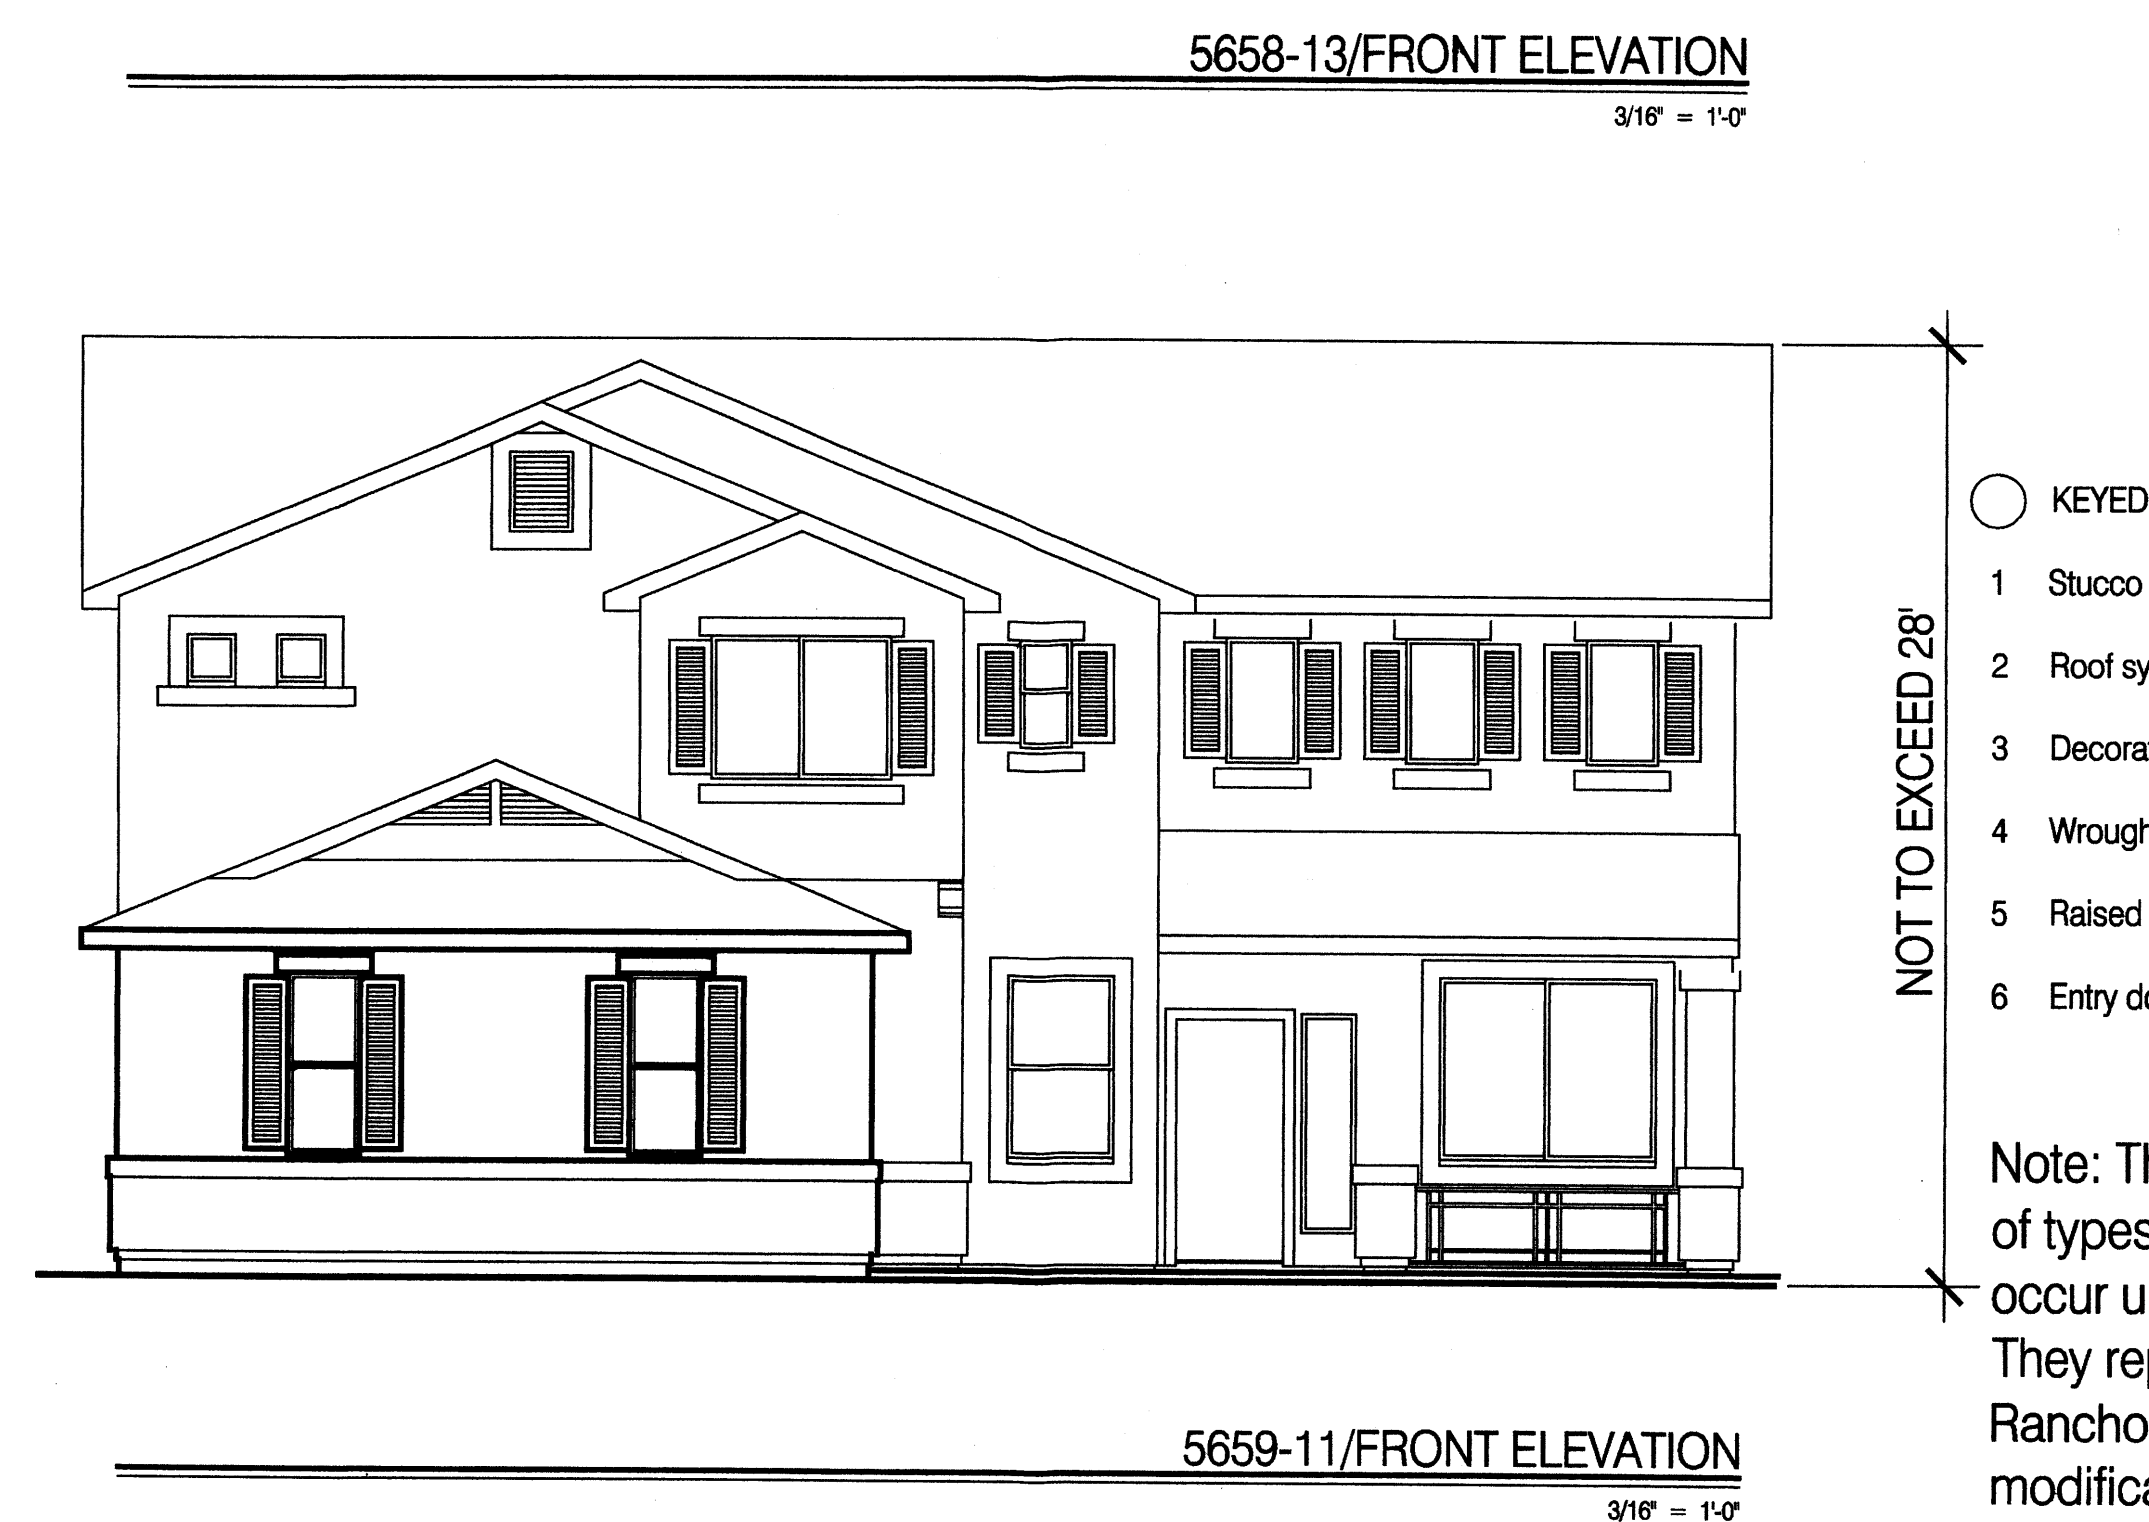 5658-13/FRONT ELEVATION
3/16" = 1'-0"
NOT TO EXCEED 28'
KEYED
1 Stucco
2 Roof sy
3 Decora
4 Wrough
5 Raised
6 Entry do
Note: Th
of types
occur u
They rep
Rancho
modifica
5659-11/FRONT ELEVATION
3/16" = 1'-0"